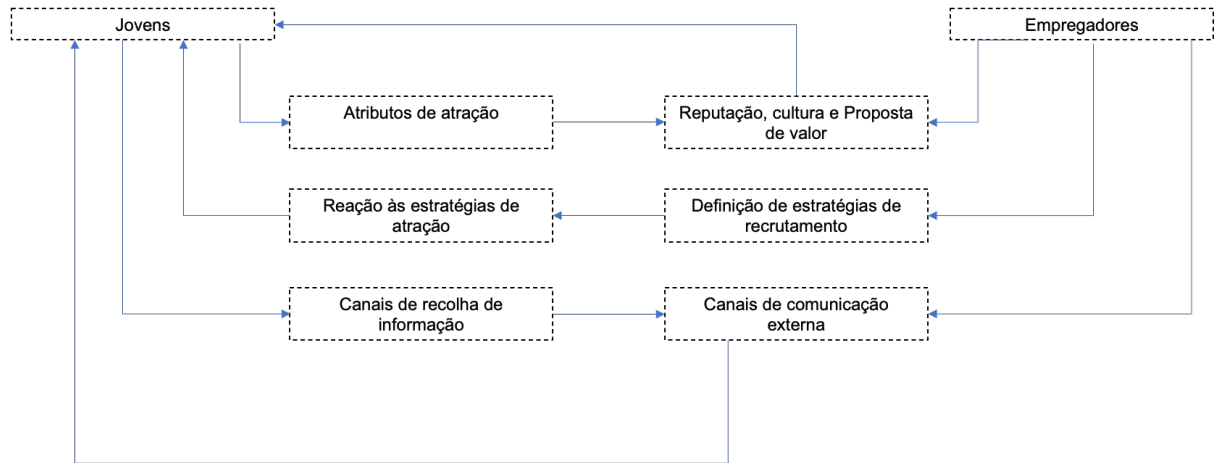 Jovens
Empregadores
Atributos de atração
Reputação, cultura e Proposta
de valor
Reação às estratégias de
atração
Definição de estratégias de
recrutamento
Canais de recolha de
informação
Canais de comunicação
externa